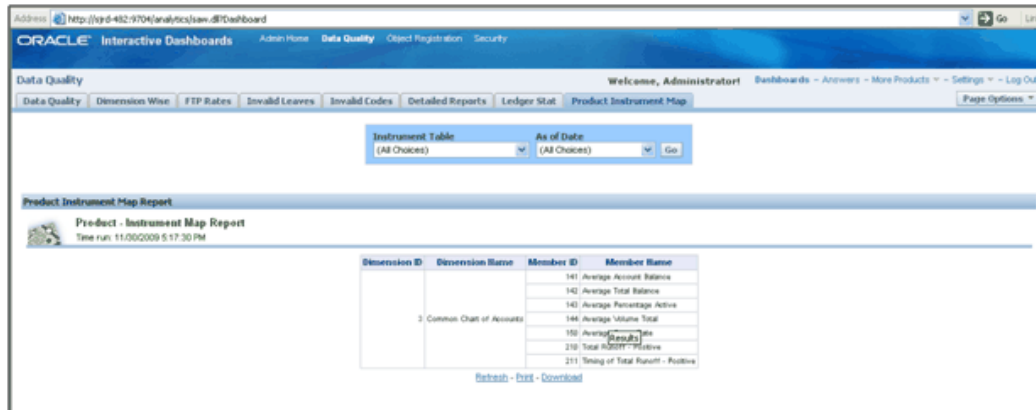 Address http://sjrd-482:9704/analytics/saw.dll?Dashboard Go
ORACLE Interactive Dashboards Admin Home Data Quality Object Registration Security
Data Quality Welcome, Administrator! Dashboards - Answers - More Products - Settings - Log Out
Data Quality Dimension Wise FTP Rates Invalid Leaves Invalid Codes Detailed Reports Ledger Stat Product Instrument Map Page Options
Instrument Table As of Date
(All Choices) (All Choices) Go
Product Instrument Map Report
Product - Instrument Map Report
Time run: 11/30/2009 5:17:30 PM
Dimension ID Dimension Name Member ID Member Name
141 Average Account Balance
142 Average Total Balance
143 Average Percentage Active
3 Common Chart of Accounts 144 Average Volume Total
Results
210 Total Runoff - Positive
211 Timing of Total Runoff - Positive
Refresh - Print - Download